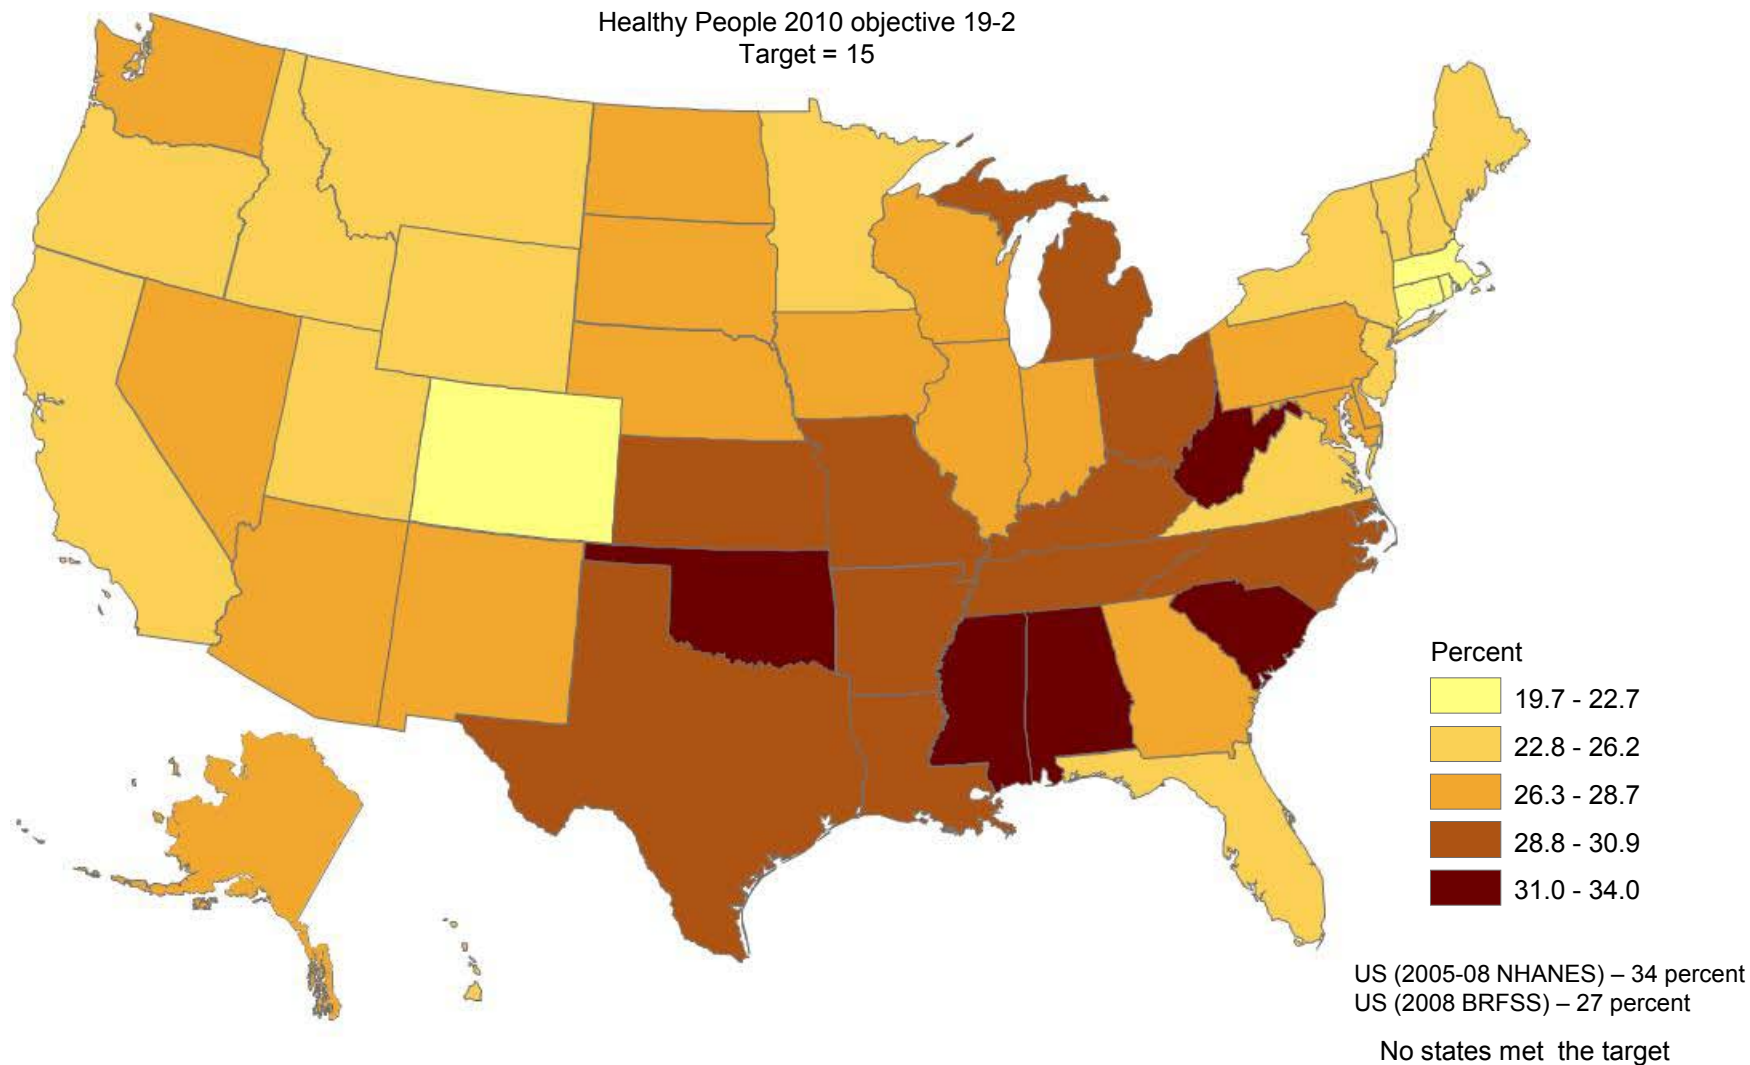 Healthy People 2010 objective 19-2
Target = 15
Percent
19.7 - 22.7
22.8 - 26.2
26.3 - 28.7
28.8 - 30.9
31.0 - 34.0
US (2005-08 NHANES) – 34 percent
US (2008 BRFSS) – 27 percent
No states met the target